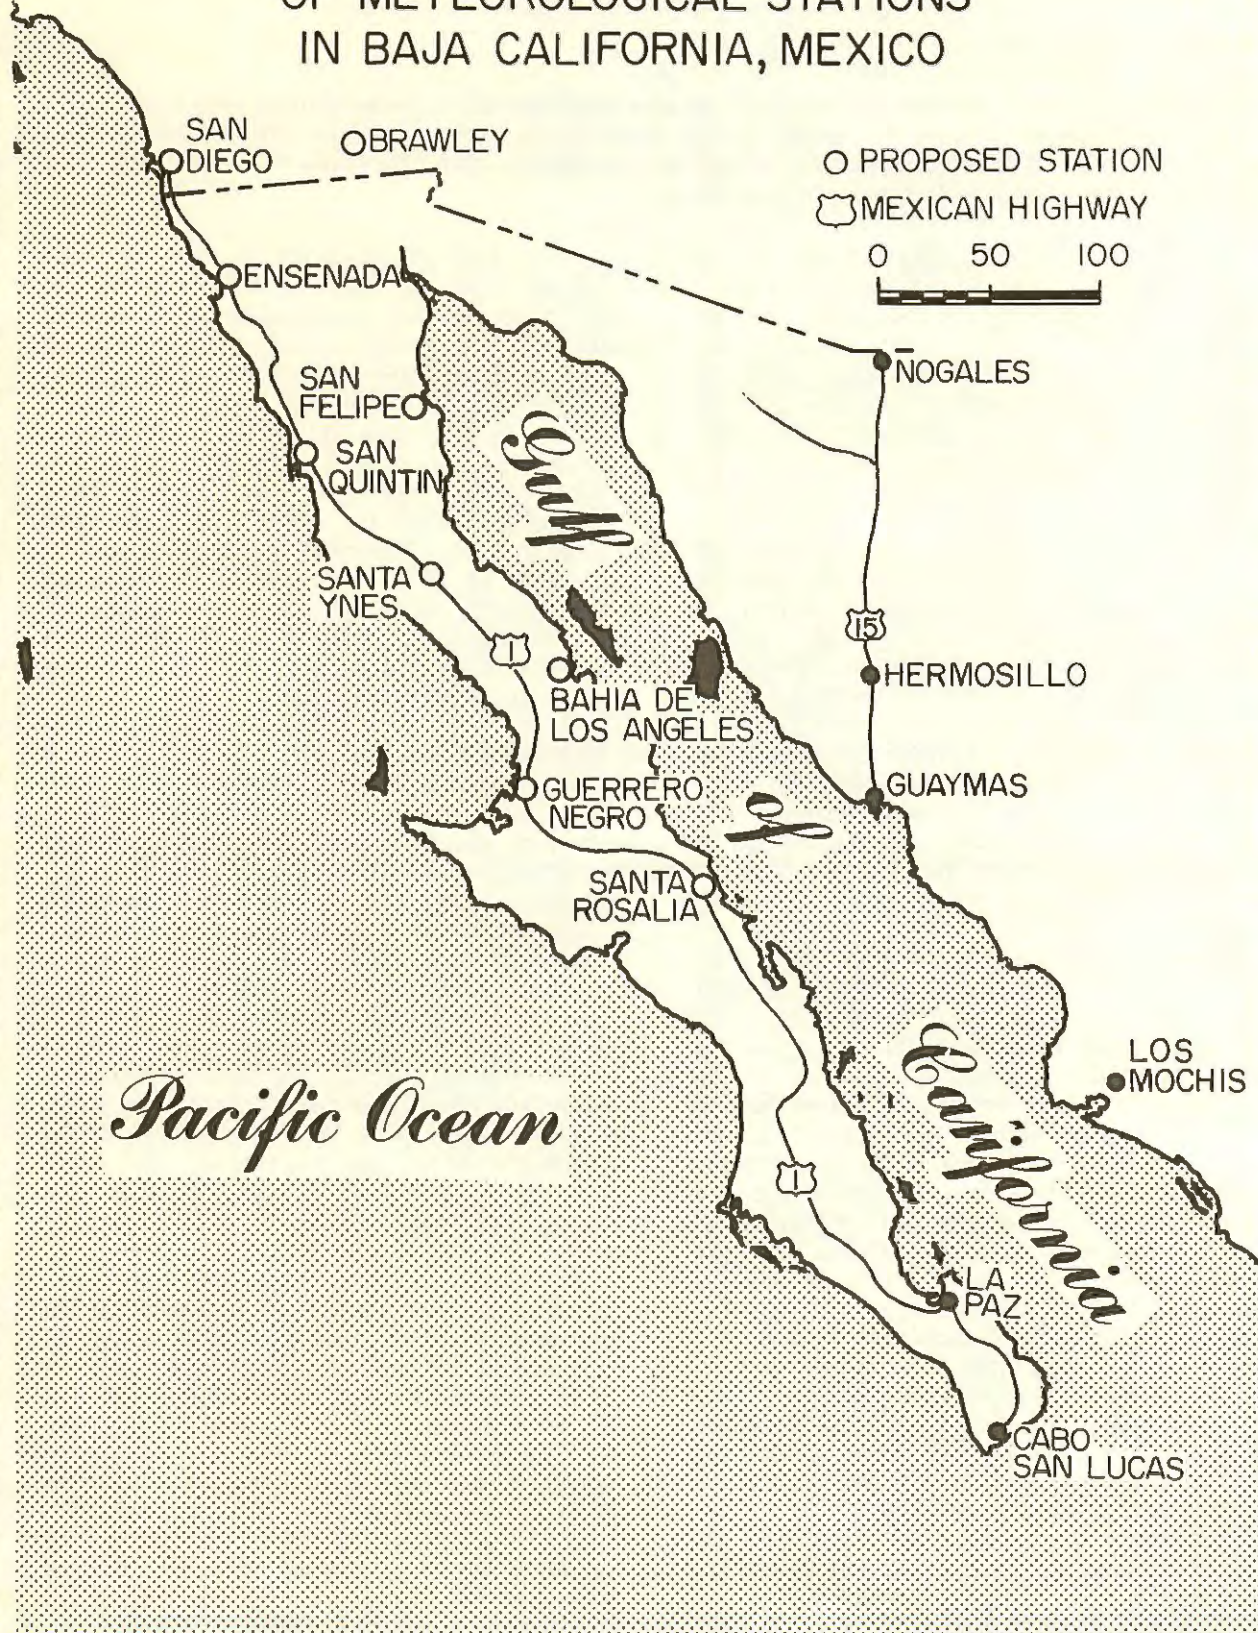 OF METEOROLOGICAL STATIONS
IN BAJA CALIFORNIA, MEXICO
SAN
DIEGO
BRAWLEY
PROPOSED STATION
MEXICAN HIGHWAY
0 50 100
ENSENADA
NOGALES
SAN
FELIPE
SAN
QUINTIN
Gulf
SANTA
YNES
15
1
HERMOSILLO
BAHIA DE
LOS ANGELES
GUAYMAS
GUERRERO
NEGRO
of
SANTA
ROSALIA
LOS
MOCHIS
California
Pacific Ocean
1
LA
PAZ
CABO
SAN LUCAS